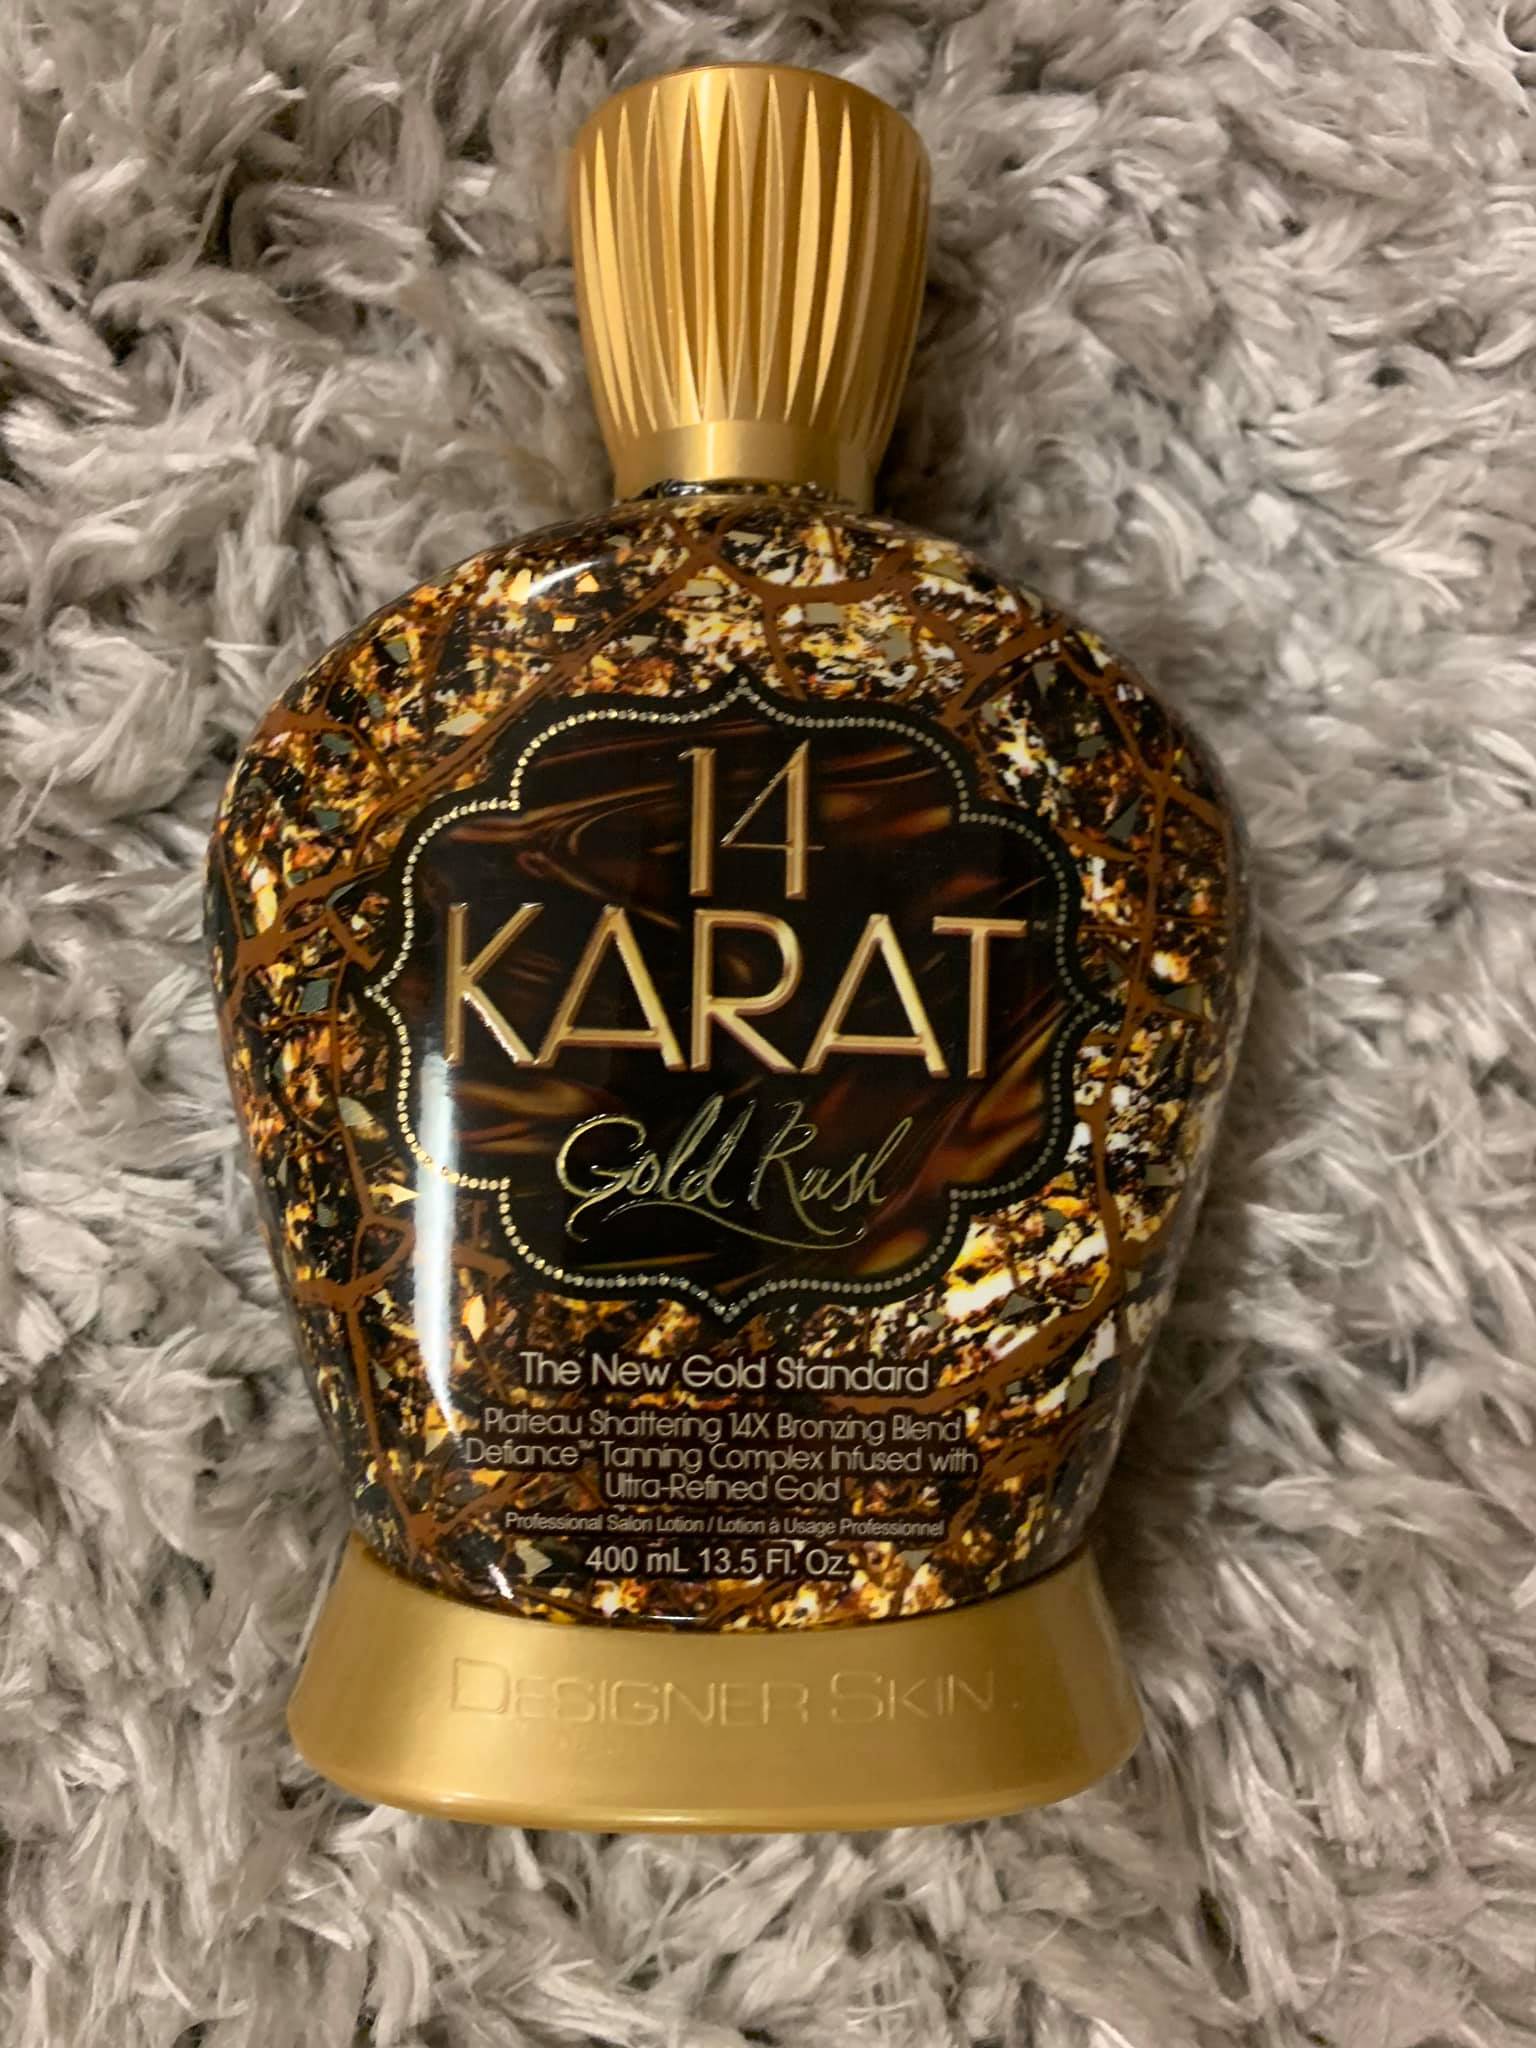 14
KARAT
Gold Rush
The New Gold Standard
Plateau Shattering 14X Bronzing Blend
Defiance™ Tanning Complex Infused with
Ultra-Refined Gold
Professional Salon Lotion / Lotion à Usage Professionnel
400 mL 13.5 Fl. Oz.
DESIGNER SKIN